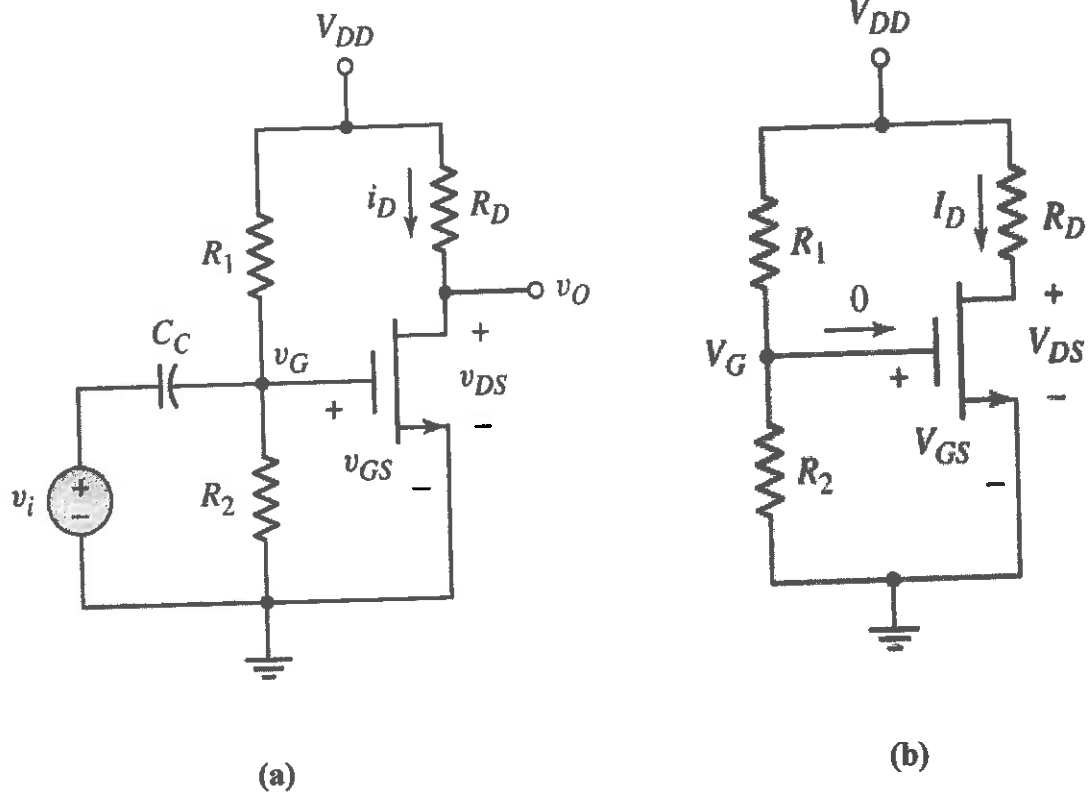 V_DD
i_D
R_D
R_1
v_O
C_C
v_G
+
v_DS
+
-
v_GS
-
R_2
v_i
+
-
(a)
V_DD
I_D
R_D
R_1
0
+
V_G
V_DS
+
-
V_GS
R_2
-
(b)